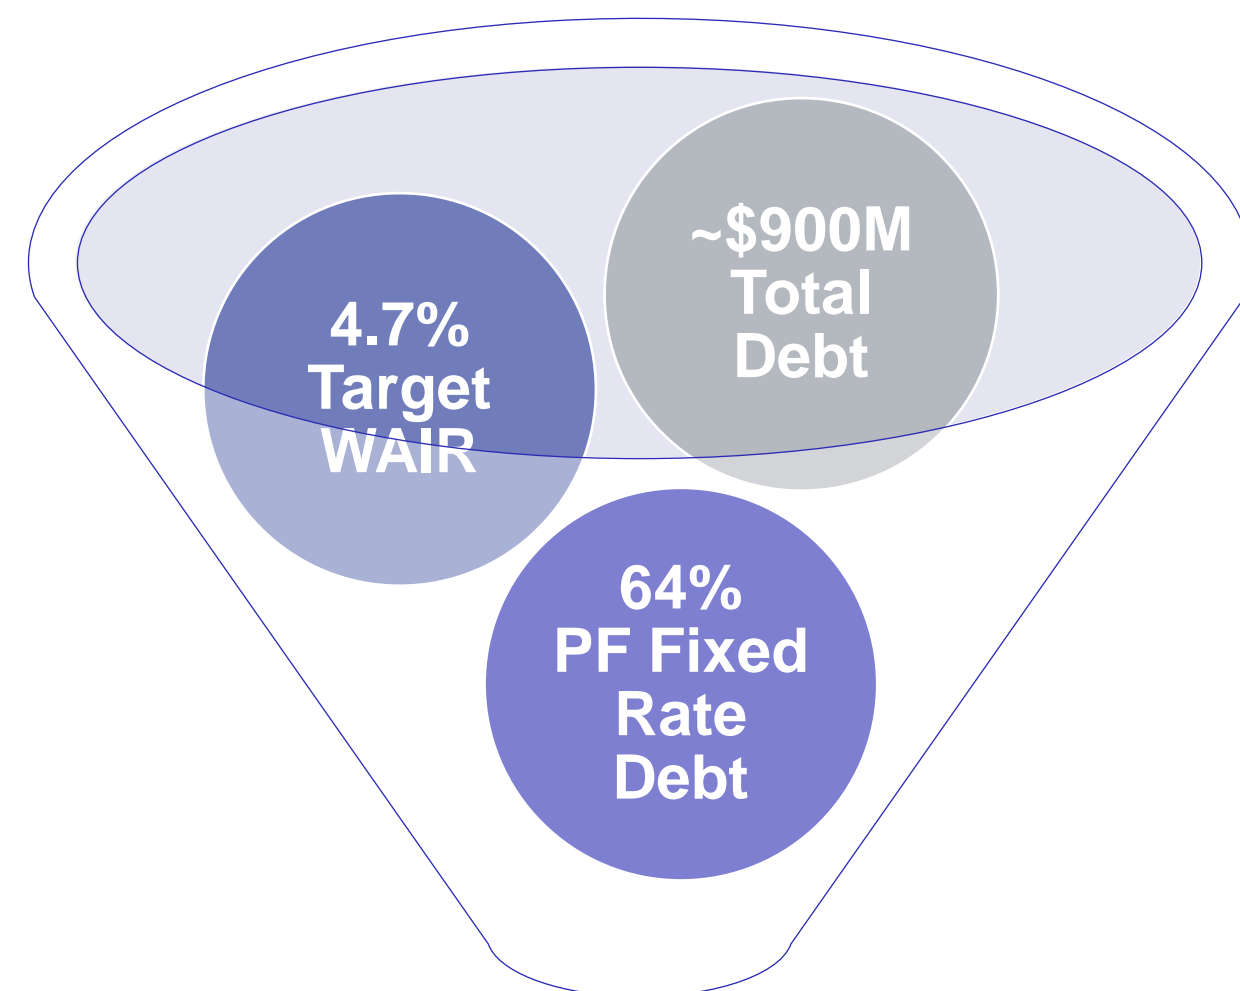 4.7%
Target
WAIR
~$900M
Total
Debt
64%
PF Fixed
Rate
Debt